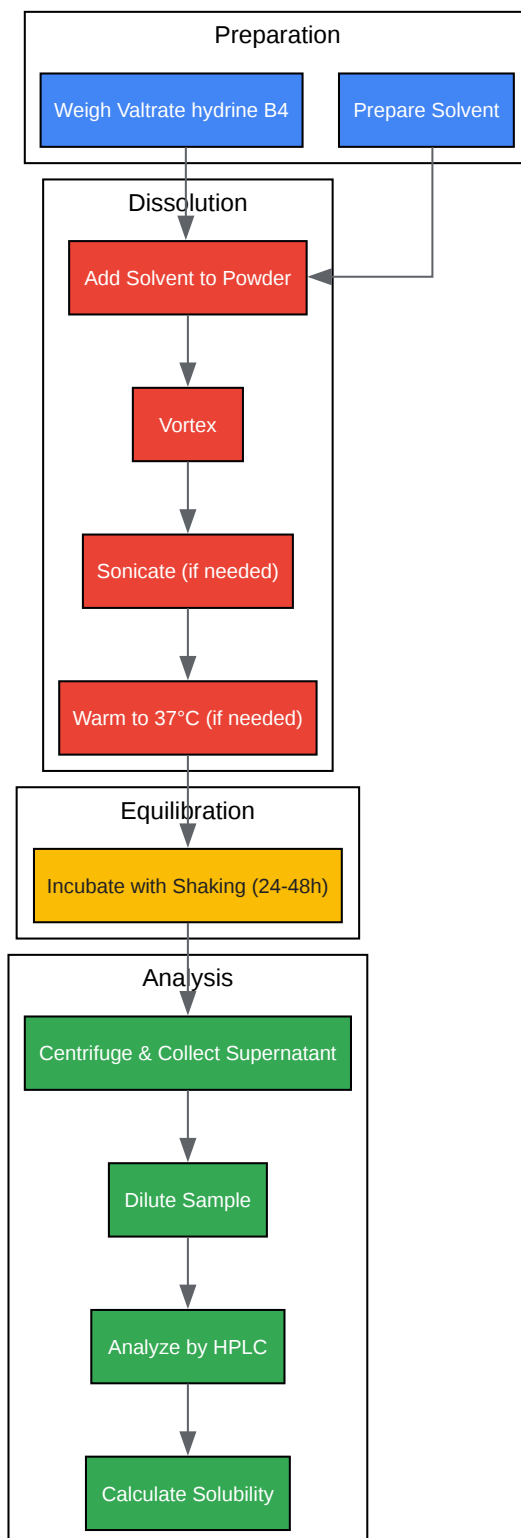 Preparation
Weigh Valtrate hydrine B4
Prepare Solvent
Dissolution
Add Solvent to Powder
Vortex
Sonicate (if needed)
Warm to 37°C (if needed)
Equilibration
Incubate with Shaking (24-48h)
Analysis
Centrifuge & Collect Supernatant
Dilute Sample
Analyze by HPLC
Calculate Solubility